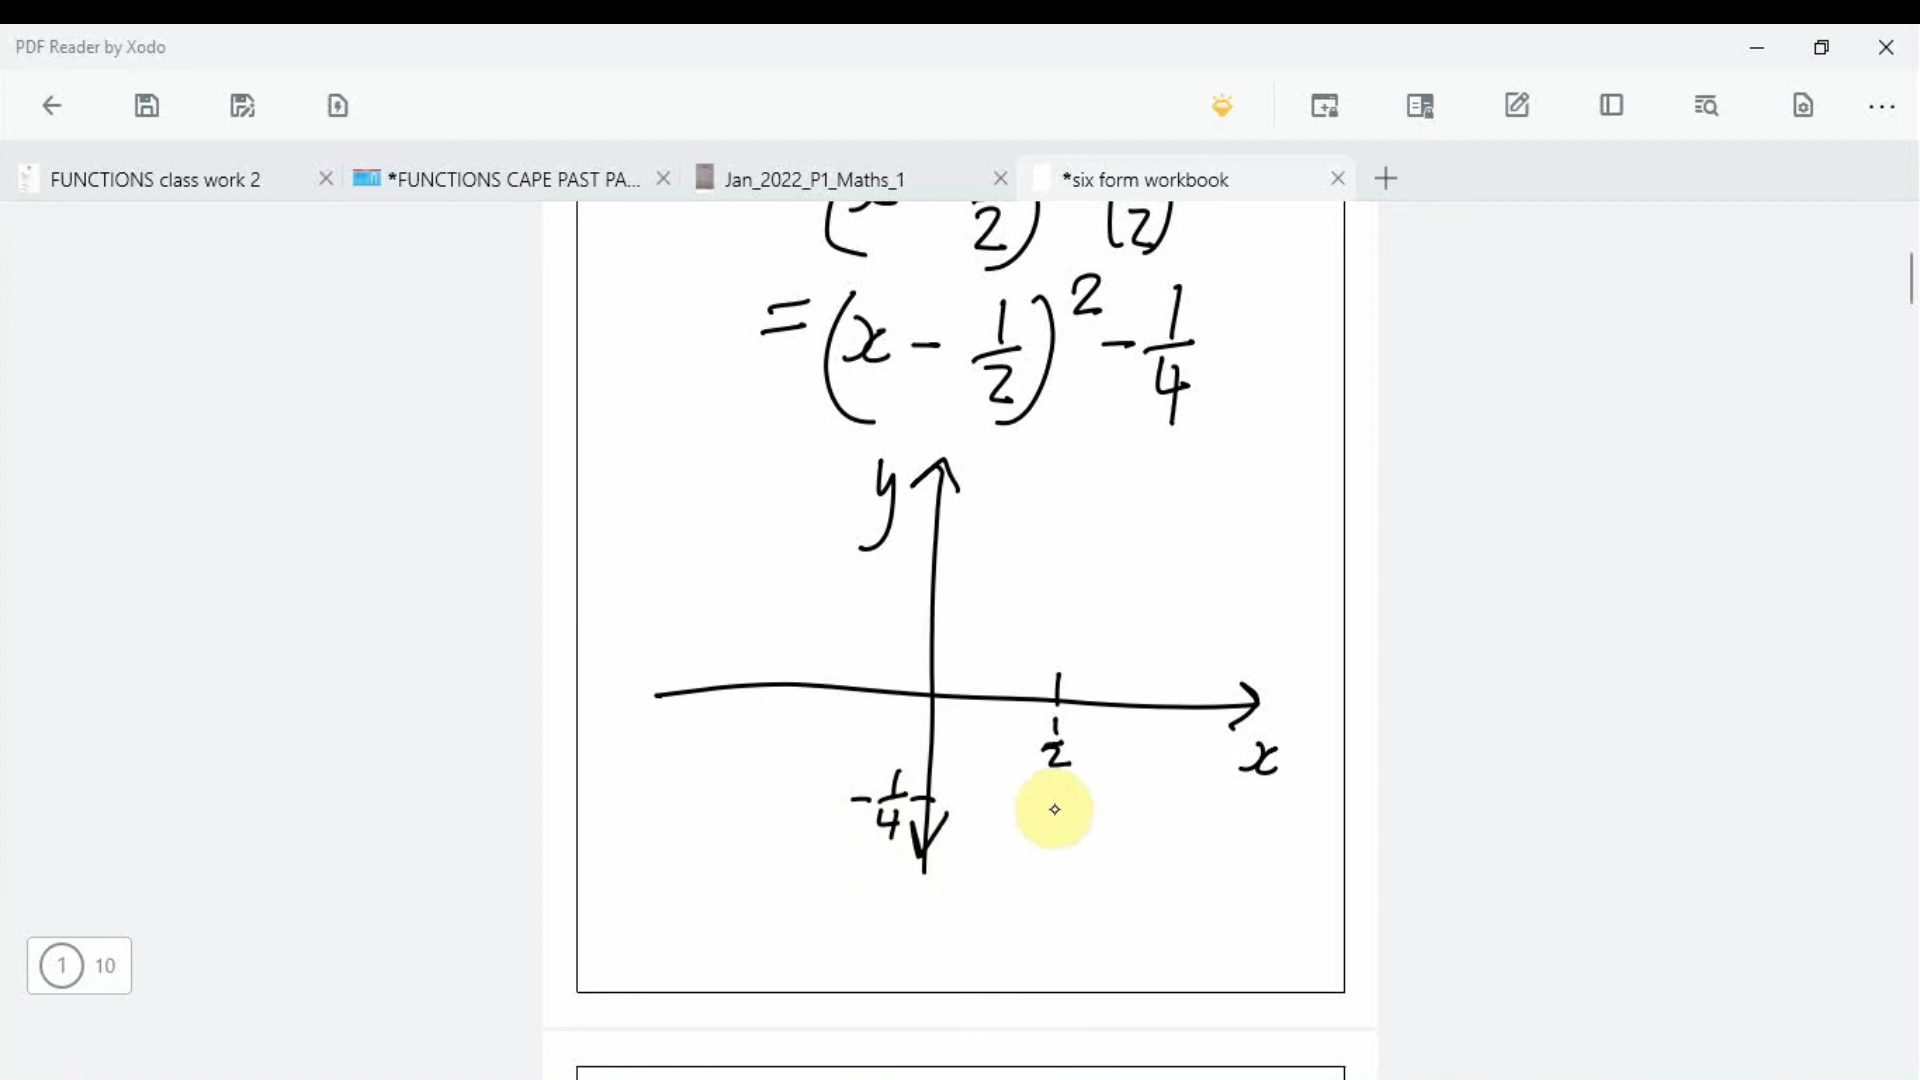 PDF Reader by Xodo
FUNCTIONS class work 2
*FUNCTIONS CAPE PAST PA...
Jan_2022_P1_Maths_1
*six form workbook
= (x - 1/2)^2 - 1/4
y
1/2
x
-1/4
1 10